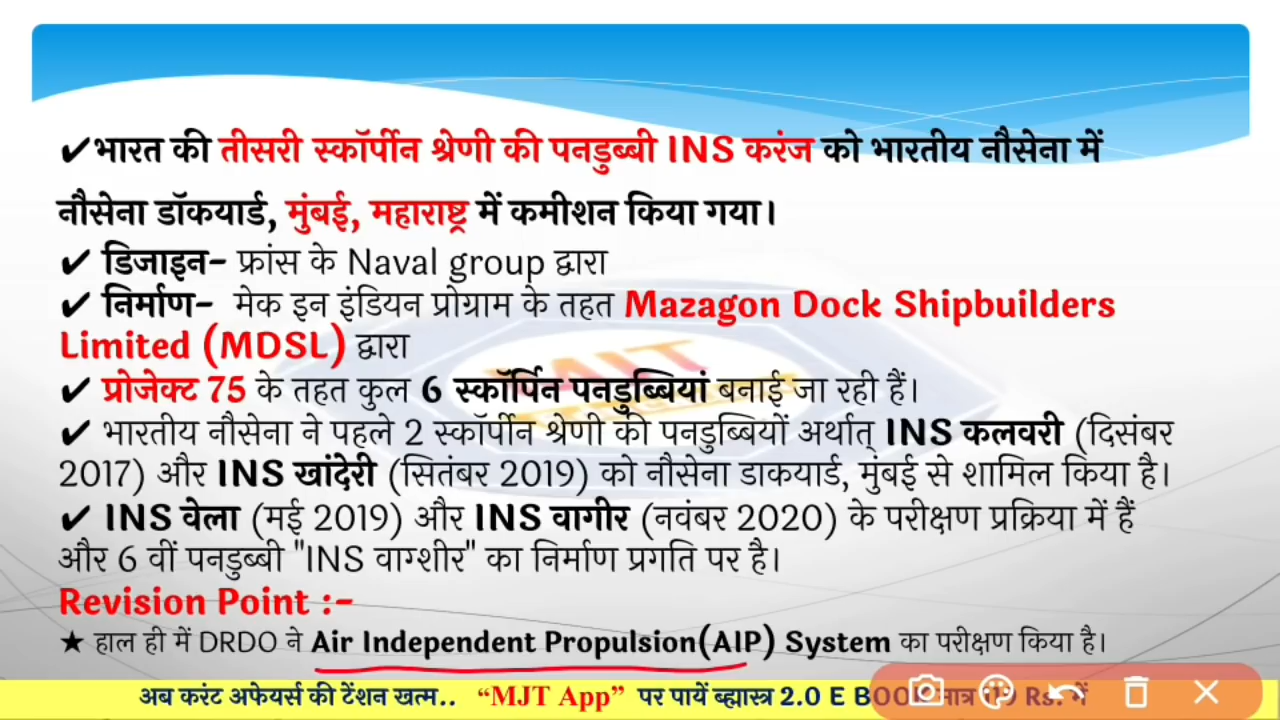 ✔भारत की तीसरी स्कॉर्पीन श्रेणी की पनडुब्बी INS करंज को भारतीय नौसेना में
नौसेना डॉकयार्ड, मुंबई, महाराष्ट्र में कमीशन किया गया।
✔ डिजाइन- फ्रांस के Naval group द्वारा
✔ निर्माण- मेक इन इंडियन प्रोग्राम के तहत Mazagon Dock Shipbuilders
Limited (MDSL) द्वारा
✔ प्रोजेक्ट 75 के तहत कुल 6 स्कॉर्पिन पनडुब्बियां बनाई जा रही हैं।
✔ भारतीय नौसेना ने पहले 2 स्कॉर्पीन श्रेणी की पनडुब्बियों अर्थात् INS कलवरी (दिसंबर
2017) और INS खांदेरी (सितंबर 2019) को नौसेना डाकयार्ड, मुंबई से शामिल किया है।
✔ INS वेला (मई 2019) और INS वागीर (नवंबर 2020) के परीक्षण प्रक्रिया में हैं
और 6 वीं पनडुब्बी "INS वाग्शीर" का निर्माण प्रगति पर है।
Revision Point :-
★ हाल ही में DRDO ने Air Independent Propulsion(AIP) System का परीक्षण किया है।
अब करंट अफेयर्स की टेंशन खत्म.. “MJT App” पर पायें ब्ह्मास्त्र 2.0 E BOOK मात्र Rs. में